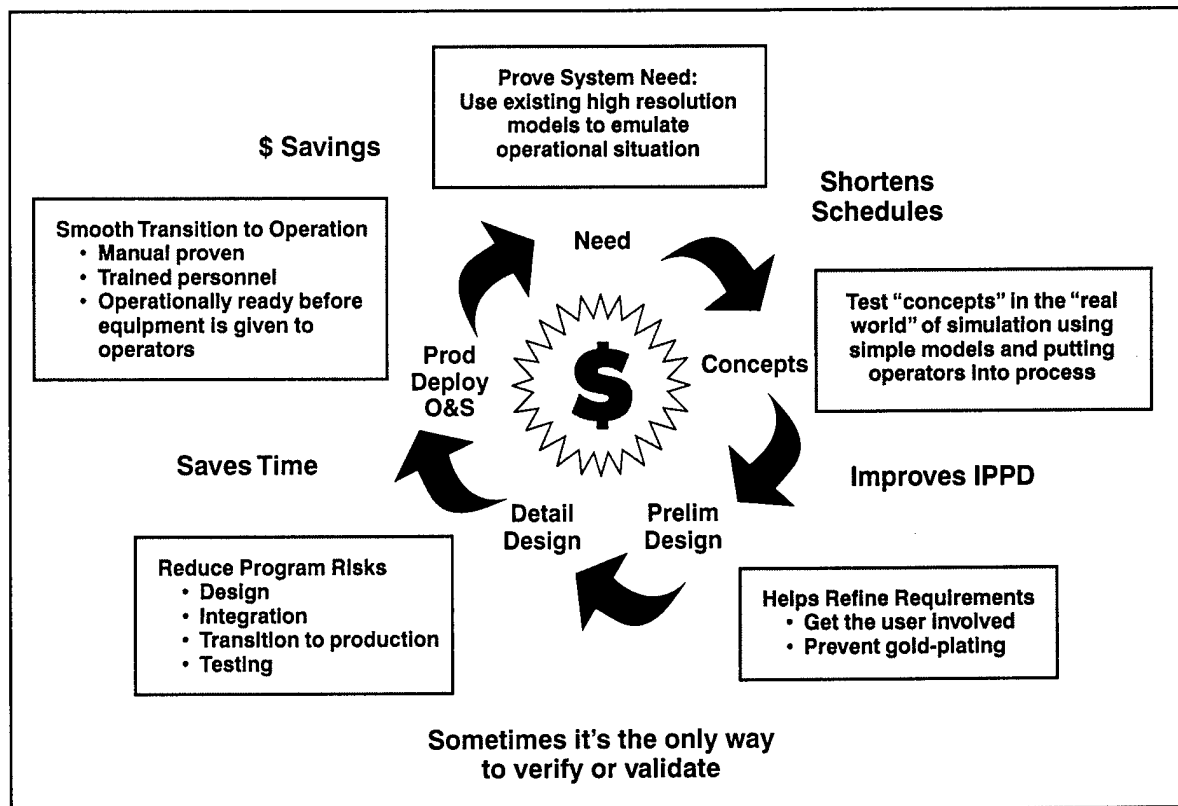 Prove System Need:
Use existing high resolution
models to emulate
operational situation
$ Savings
Shortens
Schedules
Smooth Transition to Operation
• Manual proven
• Trained personnel
• Operationally ready before
equipment is given to
operators
Need
Test “concepts” in the “real
world” of simulation using
simple models and putting
operators into process
Concepts
Prod
Deploy
O&S
$
Saves Time
Improves IPPD
Detail
Design
Prelim
Design
Reduce Program Risks
• Design
• Integration
• Transition to production
• Testing
Helps Refine Requirements
• Get the user involved
• Prevent gold-plating
Sometimes it's the only way
to verify or validate